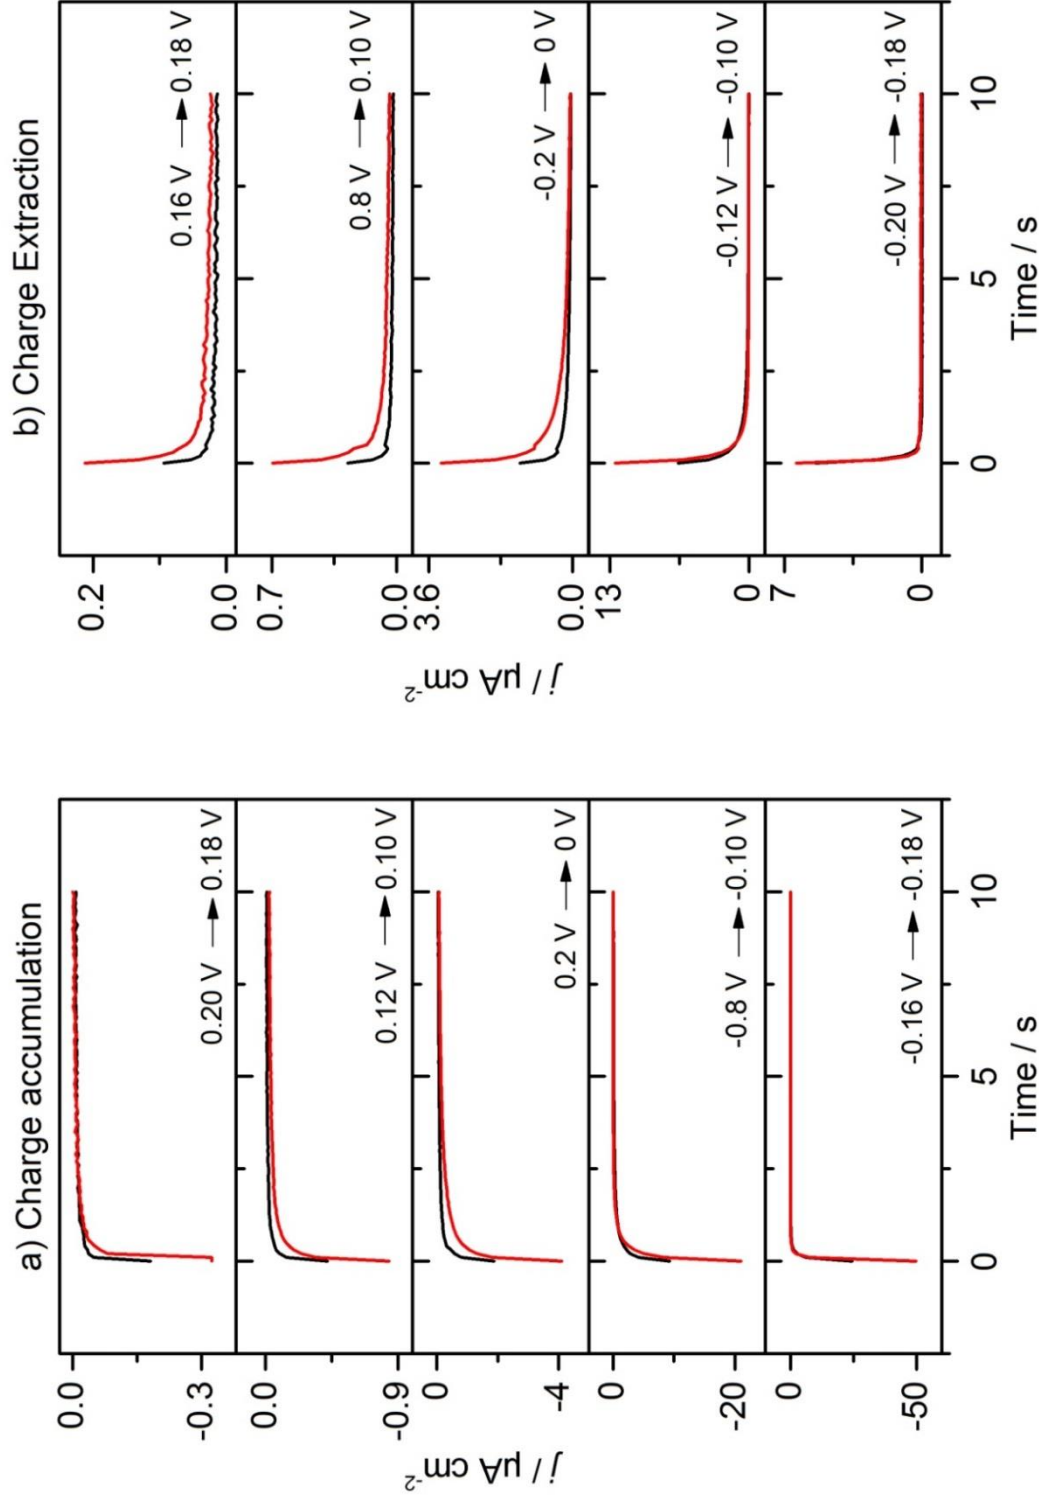 a) Charge accumulation
0.0
-0.3
0.20 V → 0.18 V
0.0
-0.9
0.12 V → 0.10 V
0
-4
0.2 V → 0 V
0
-20
-0.8 V → -0.10 V
0
-50
-0.16 V → -0.18 V
0
5
10
Time / s
j / µA cm-2
b) Charge Extraction
0.2
0.0
0.16 V → 0.18 V
0.7
0.0
0.8 V → 0.10 V
3.6
0.0
-0.2 V → 0 V
13
0
-0.12 V → -0.10 V
7
0
-0.20 V → -0.18 V
0
5
10
Time / s
j / µA cm-2